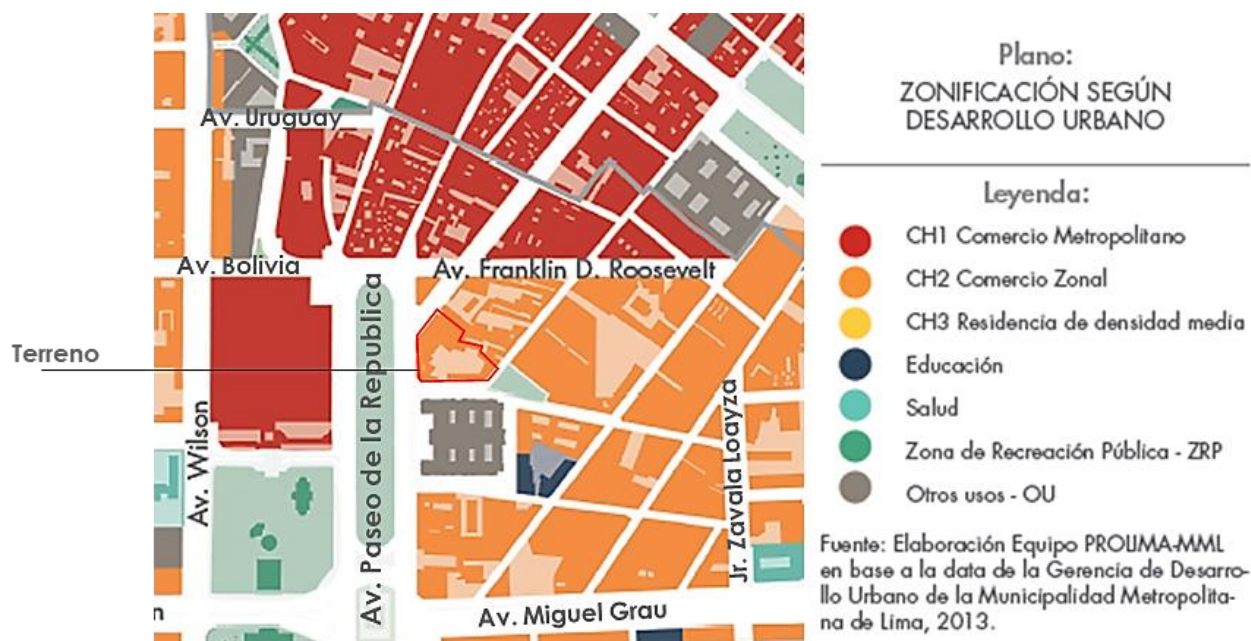 Av. Uruguay
Av. Bolivia
Av. Franklin D. Roosevelt
Terreno
Av. Paseo de la Republica
Av. Wilson
Jr. Zavala Loayza
Av. Miguel Grau
n
Plano:
ZONIFICACIÓN SEGÚN
DESARROLLO URBANO
Leyenda:
CH1 Comercio Metropolitano
CH2 Comercio Zonal
CH3 Residencia de densidad media
Educación
Salud
Zona de Recreación Pública - ZRP
Otros usos - OU
Fuente: Elaboración Equipo PROLIMA-MML
en base a la data de la Gerencia de Desarro-
llo Urbano de la Municipalidad Metropolita-
na de Lima, 2013.